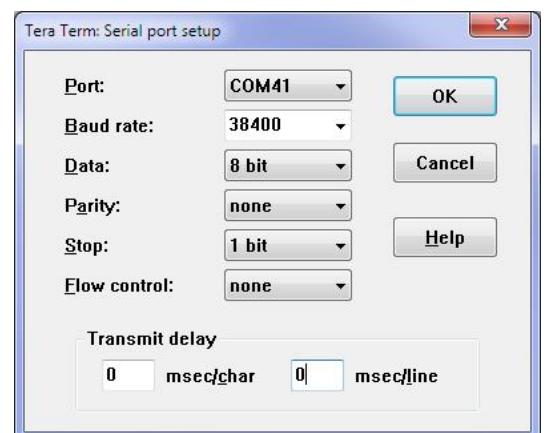 Tera Term: Serial port setup
Port: COM41 OK
Baud rate: 38400
Data: 8 bit Cancel
Parity: none
Stop: 1 bit Help
Flow control: none
Transmit delay
0 msec/char 0 msec/line